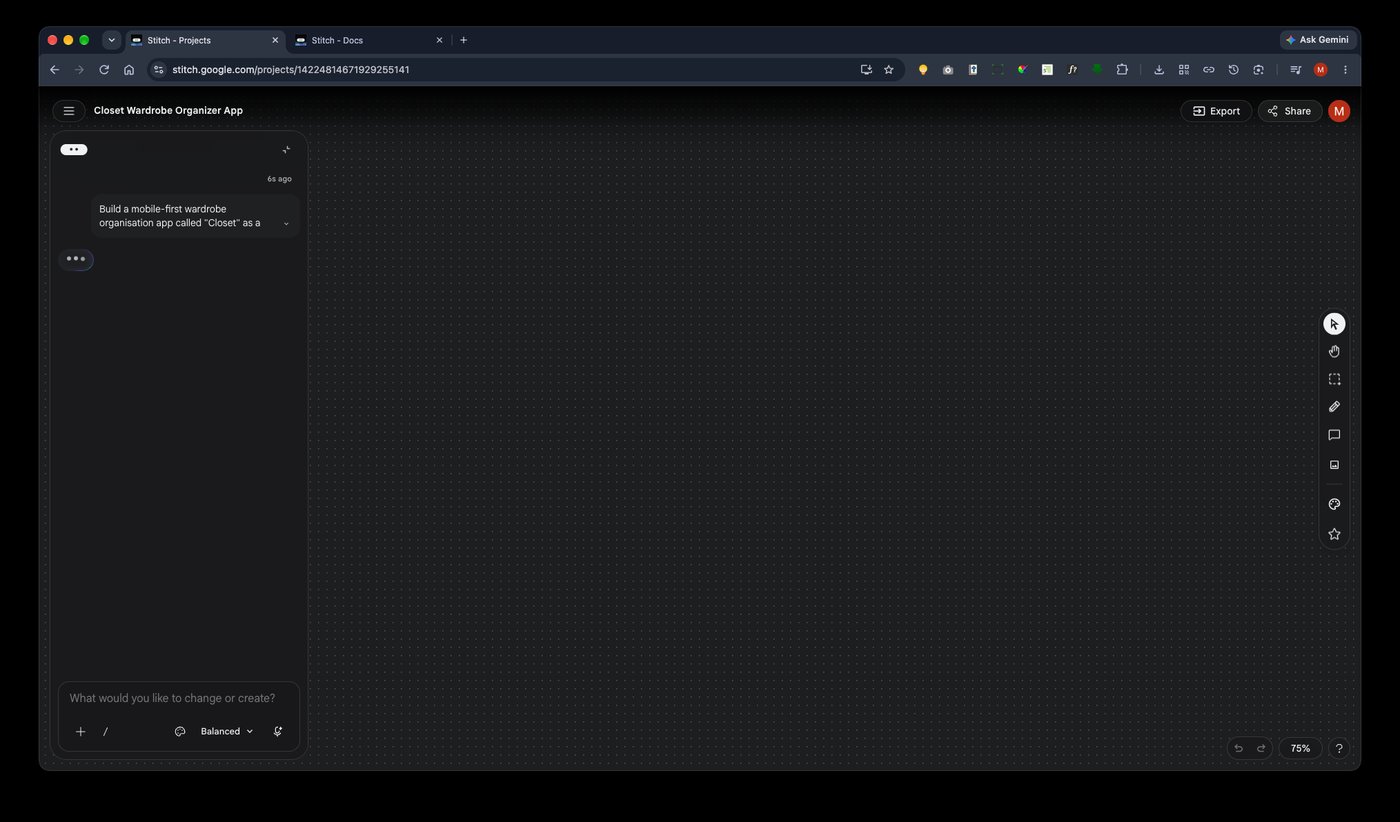 Stitch - Projects
Stitch - Docs
Ask Gemini
stitch.google.com/projects/14224814671929255141
f?
M
Closet Wardrobe Organizer App
Export
Share
M
6s ago
Build a mobile-first wardrobe
organisation app called "Closet" as a
What would you like to change or create?
/
Balanced
75%
?